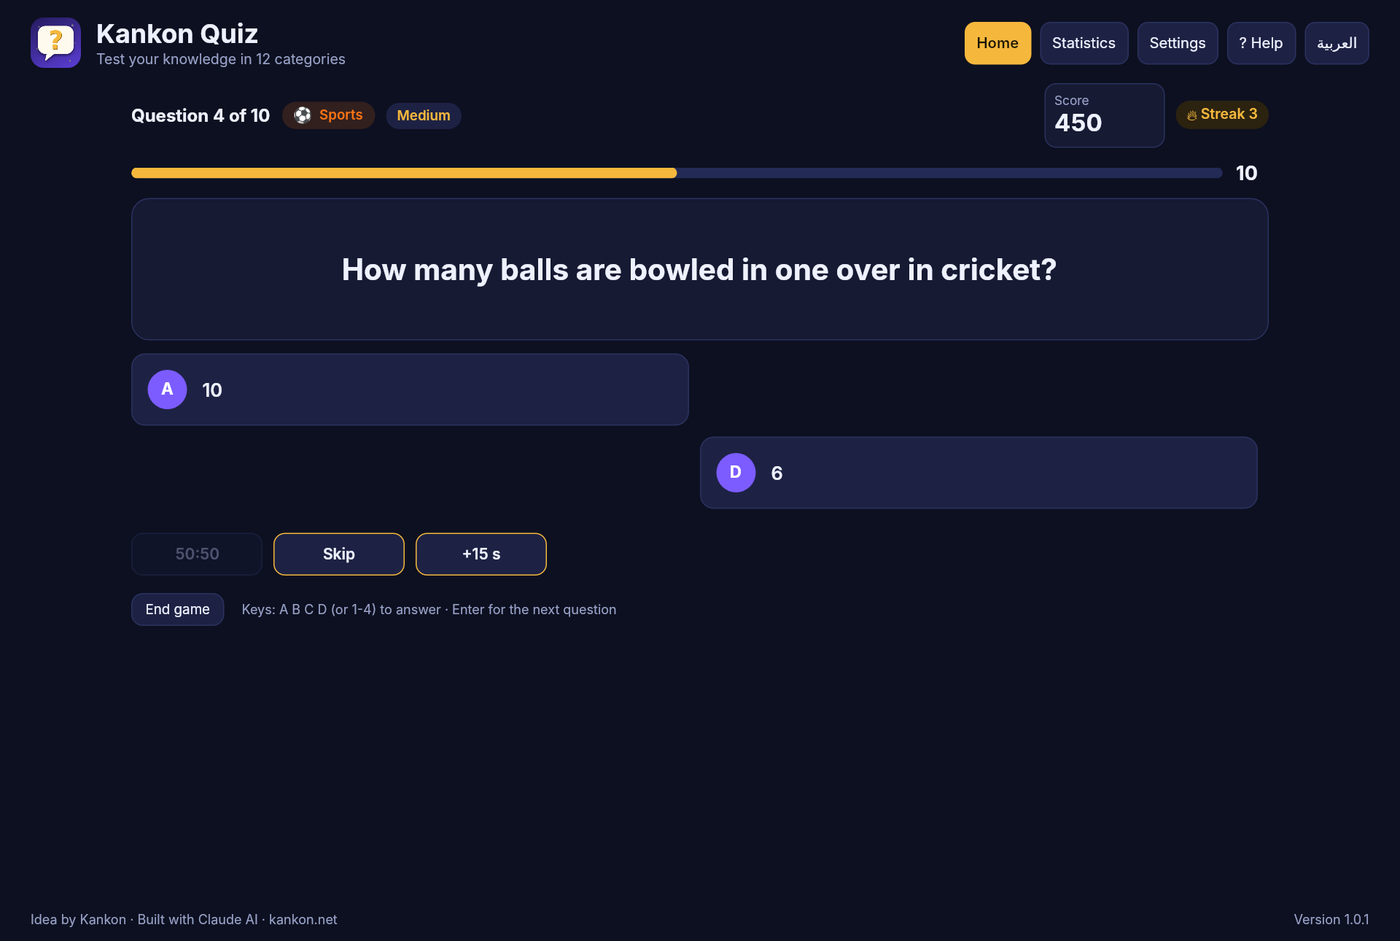 Kankon Quiz
Test your knowledge in 12 categories
Home
Statistics
Settings
? Help
العربية
Question 4 of 10
Sports
Medium
Score
450
Streak 3
10
How many balls are bowled in one over in cricket?
A
10
D
6
50:50
Skip
+15 s
End game
Keys: A B C D (or 1-4) to answer · Enter for the next question
Idea by Kankon · Built with Claude AI · kankon.net
Version 1.0.1